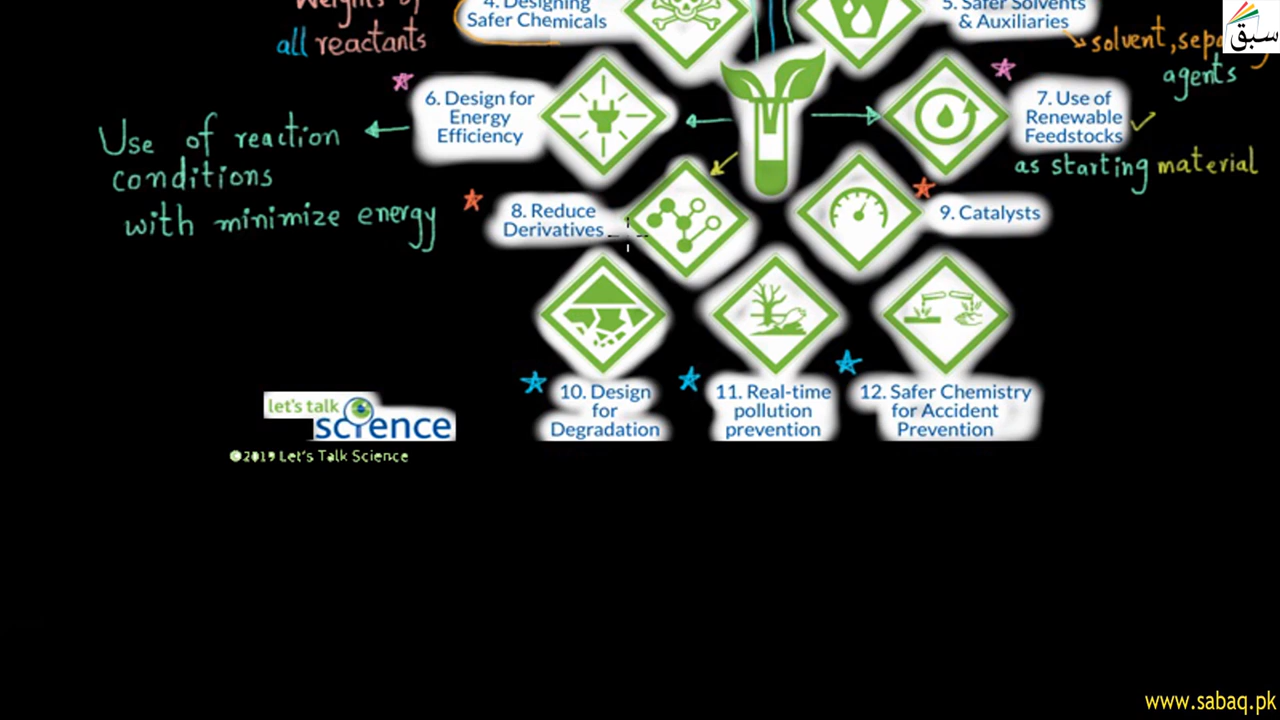 Weights of
all reactants
4. Designing
Safer Chemicals
5. Safer Solvents
& Auxiliaries
solvent,
agents
سبق
6. Design for
Energy
Efficiency
7. Use of
Renewable
Feedstocks
as starting material
Use of reaction
conditions
with minimize energy
8. Reduce
Derivatives
9. Catalysts
10. Design
for
Degradation
11. Real-time
pollution
prevention
12. Safer Chemistry
for Accident
Prevention
let's talk
science
©2019 Let's Talk Science
www.sabaq.pk